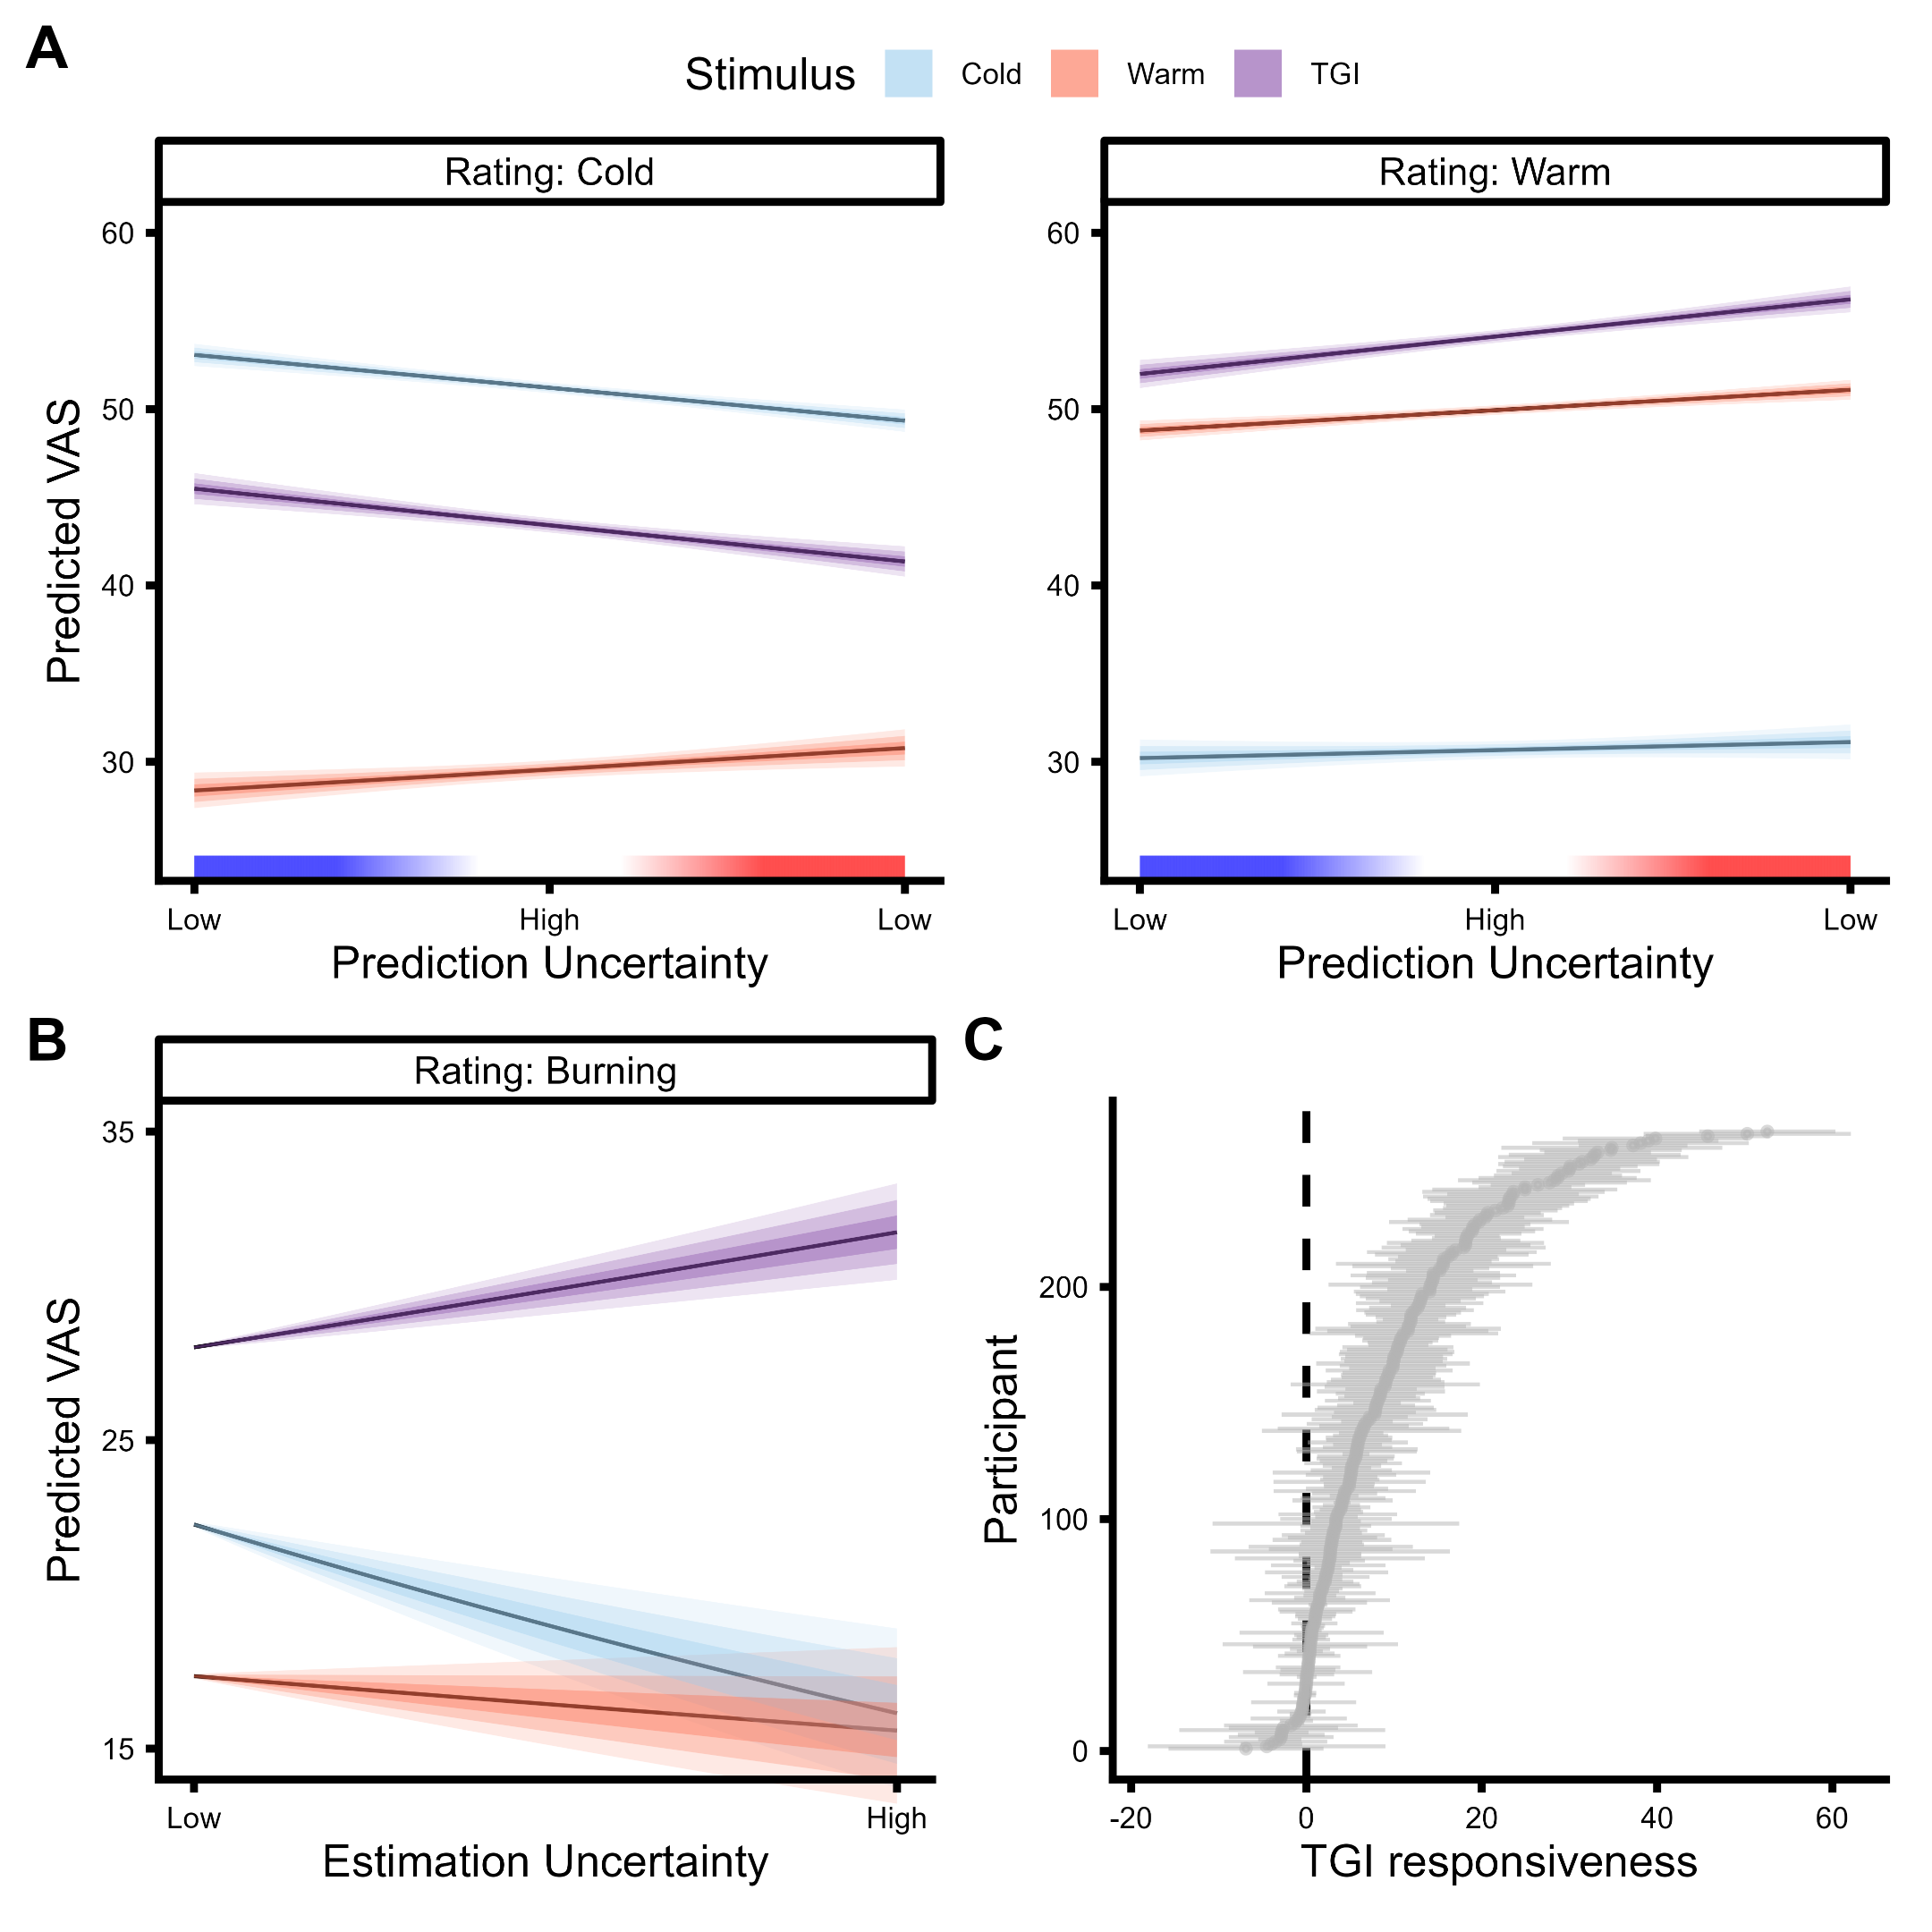 A
Stimulus Cold Warm TGI
Rating: Cold
Rating: Warm
Predicted VAS
60
50
40
30
Low High Low
Prediction Uncertainty
60
50
40
30
Low High Low
Prediction Uncertainty
B
Rating: Burning
Predicted VAS
35
25
15
Low High
Estimation Uncertainty
C
Participant
200
100
0
-20 0 20 40 60
TGI responsiveness